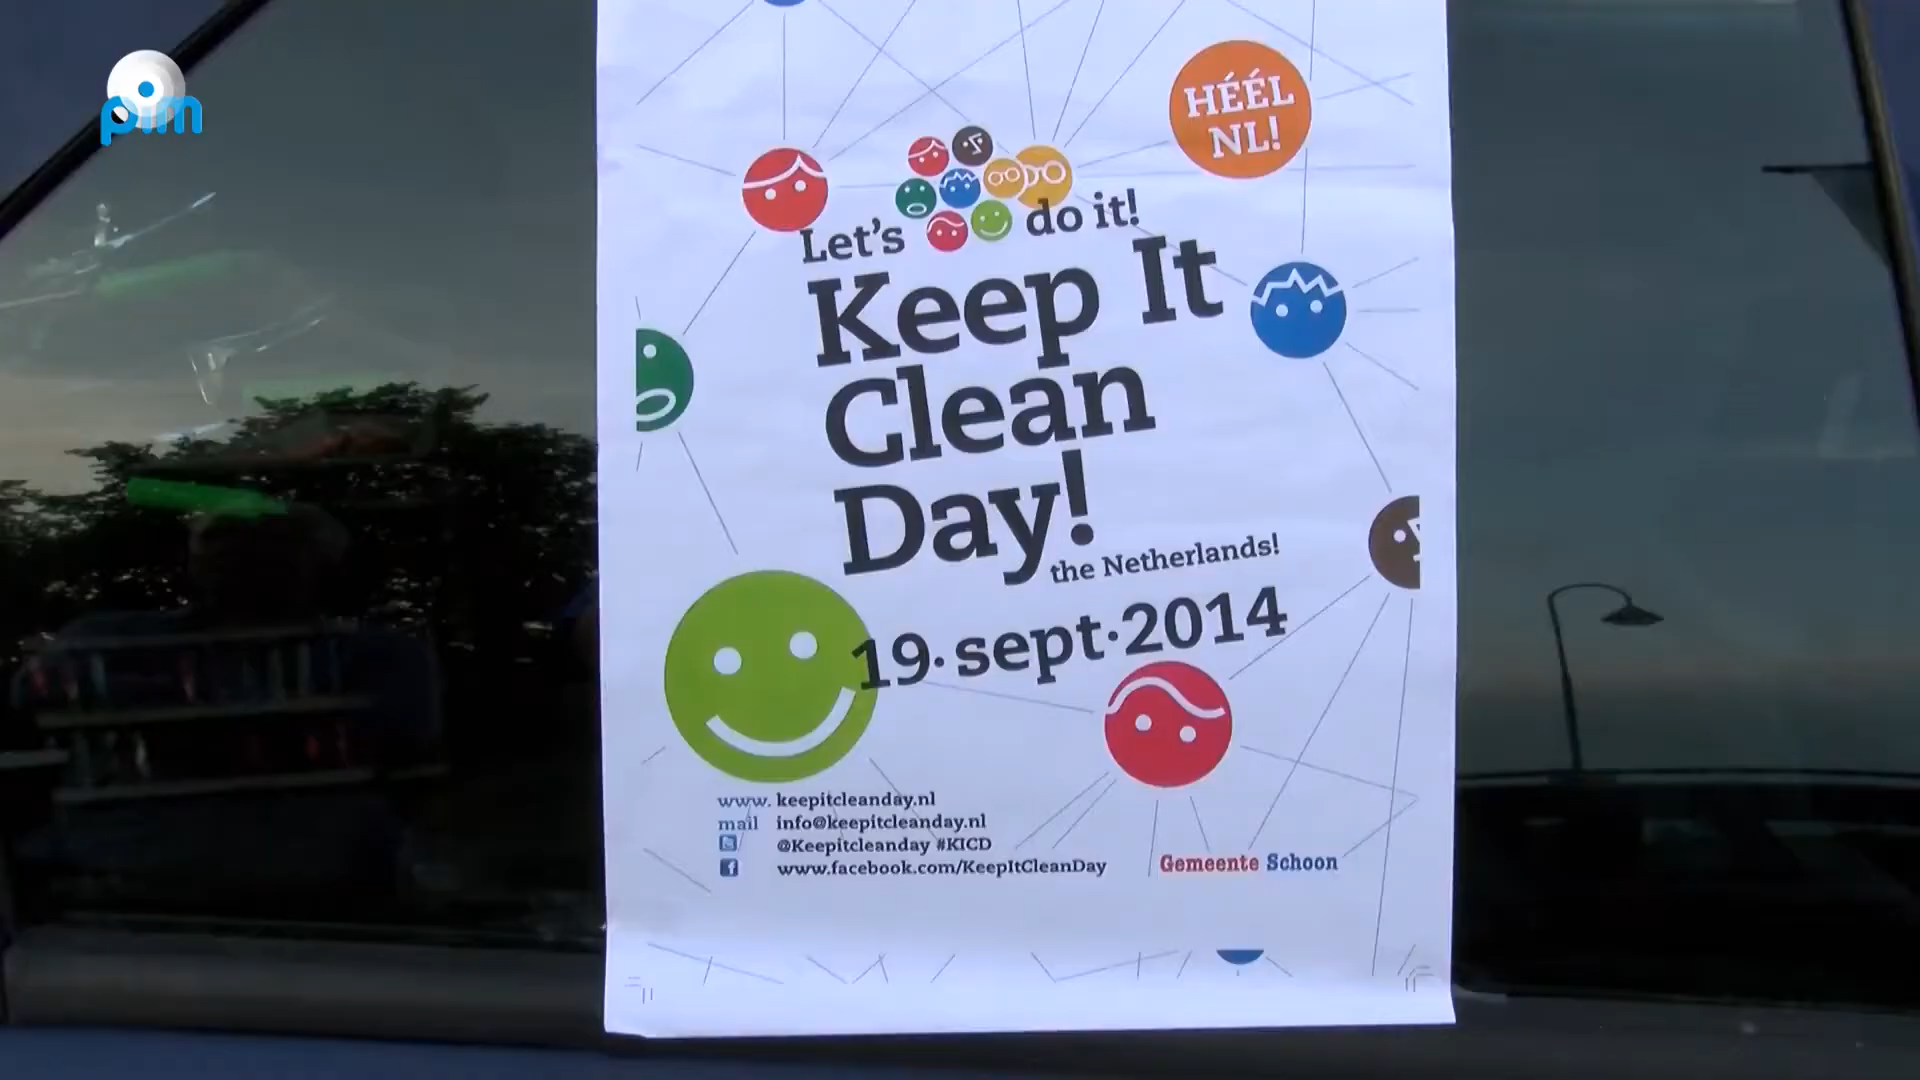 pim
HÉÉL
NL!
Let's do it!
Keep It
Clean
Day!
the Netherlands!
19·sept·2014
www. keepitcleanday.nl
mail info@keepitcleanday.nl
@Keepitcleanday #KICD
f www.facebook.com/KeepItCleanDay
Gemeente Schoon